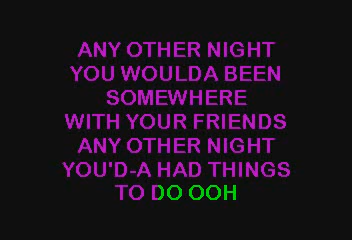 ANY OTHER NIGHT
YOU WOULDA BEEN
SOMEWHERE
WITH YOUR FRIENDS
ANY OTHER NIGHT
YOU'D-A HAD THINGS
TO DO OOH